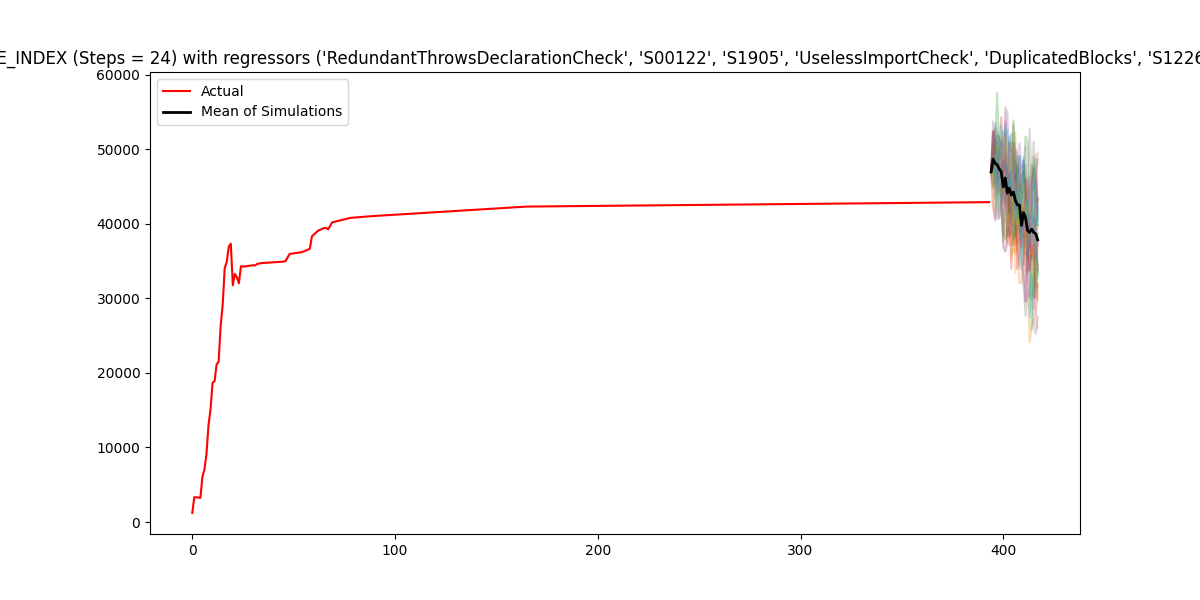 E_INDEX (Steps = 24) with regressors ('RedundantThrowsDeclarationCheck', 'S00122', 'S1905', 'UselessImportCheck', 'DuplicatedBlocks', 'S1226
60000
50000
40000
30000
20000
10000
0
Actual
Mean of Simulations
0 100 200 300 400